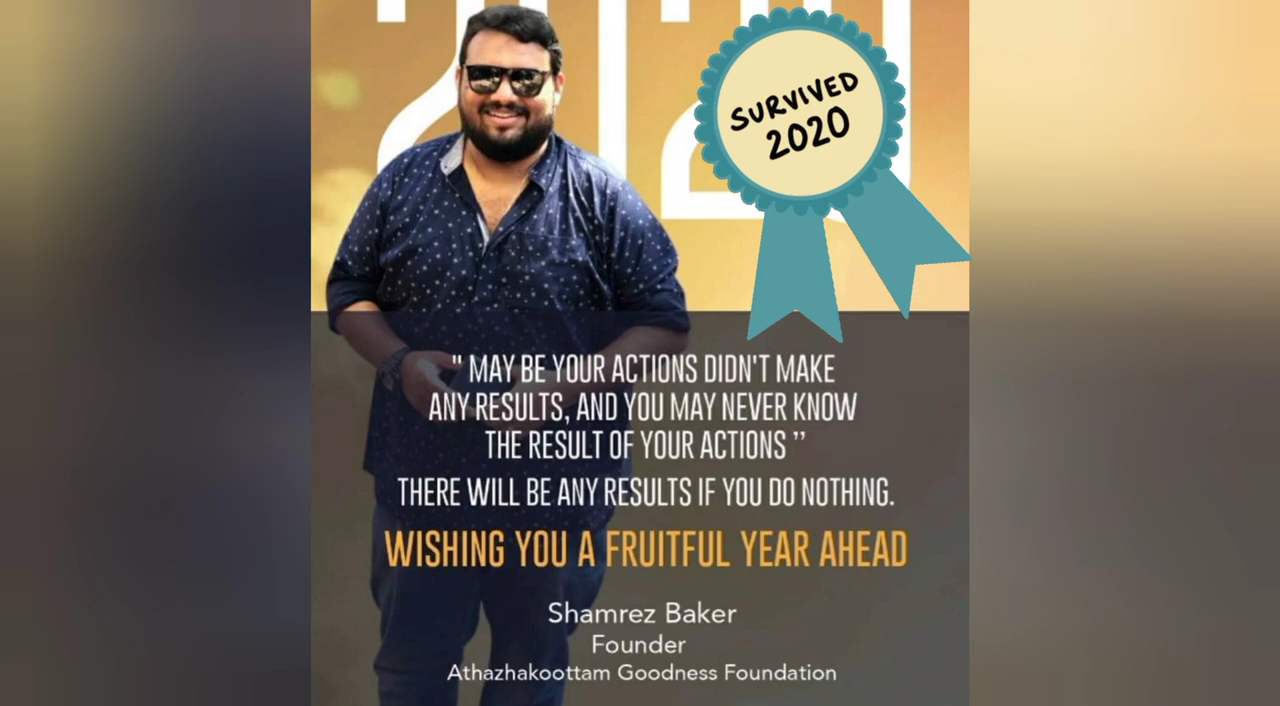 SURVIVED
2020
" MAY BE YOUR ACTIONS DIDN'T MAKE
ANY RESULTS, AND YOU MAY NEVER KNOW
THE RESULT OF YOUR ACTIONS ”
THERE WILL BE ANY RESULTS IF YOU DO NOTHING.
WISHING YOU A FRUITFUL YEAR AHEAD
Shamrez Baker
Founder
Athazhakoottam Goodness Foundation